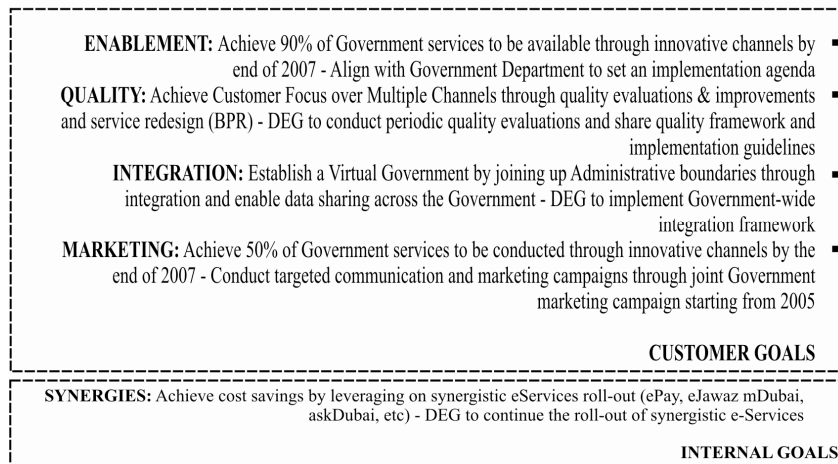 ENABLEMENT: Achieve 90% of Government services to be available through innovative channels by
end of 2007 - Align with Government Department to set an implementation agenda
QUALITY: Achieve Customer Focus over Multiple Channels through quality evaluations & improvements
and service redesign (BPR) - DEG to conduct periodic quality evaluations and share quality framework and
implementation guidelines
INTEGRATION: Establish a Virtual Government by joining up Administrative boundaries through
integration and enable data sharing across the Government - DEG to implement Government-wide
integration framework
MARKETING: Achieve 50% of Government services to be conducted through innovative channels by the
end of 2007 - Conduct targeted communication and marketing campaigns through joint Government
marketing campaign starting from 2005
CUSTOMER GOALS
SYNERGIES: Achieve cost savings by leveraging on synergistic eServices roll-out (ePay, eJawaz mDubai,
askDubai, etc) - DEG to continue the roll-out of synergistic e-Services
INTERNAL GOALS